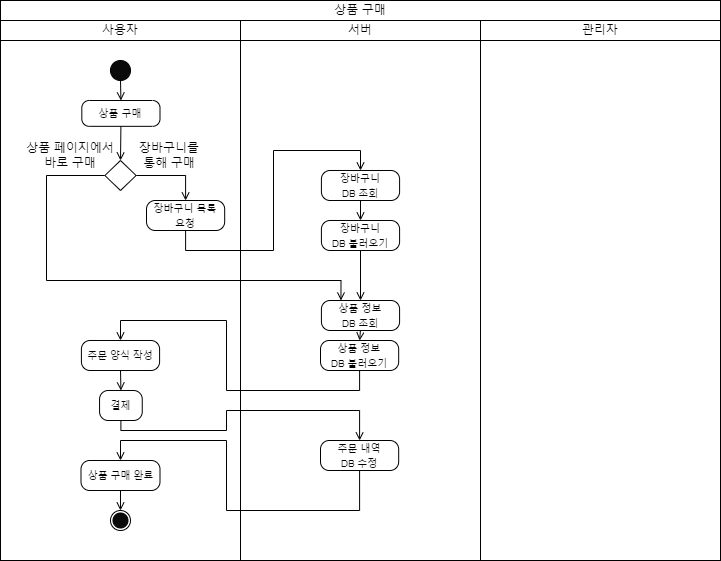 상품 구매
사용자
서버
관리자
상품 구매
상품 페이지에서
바로 구매
장바구니를
통해 구매
장바구니 목록
요청
장바구니
DB 조회
장바구니
DB 불러오기
상품 정보
DB 조회
상품 정보
DB 불러오기
주문 양식 작성
결제
주문 내역
DB 수정
상품 구매 완료